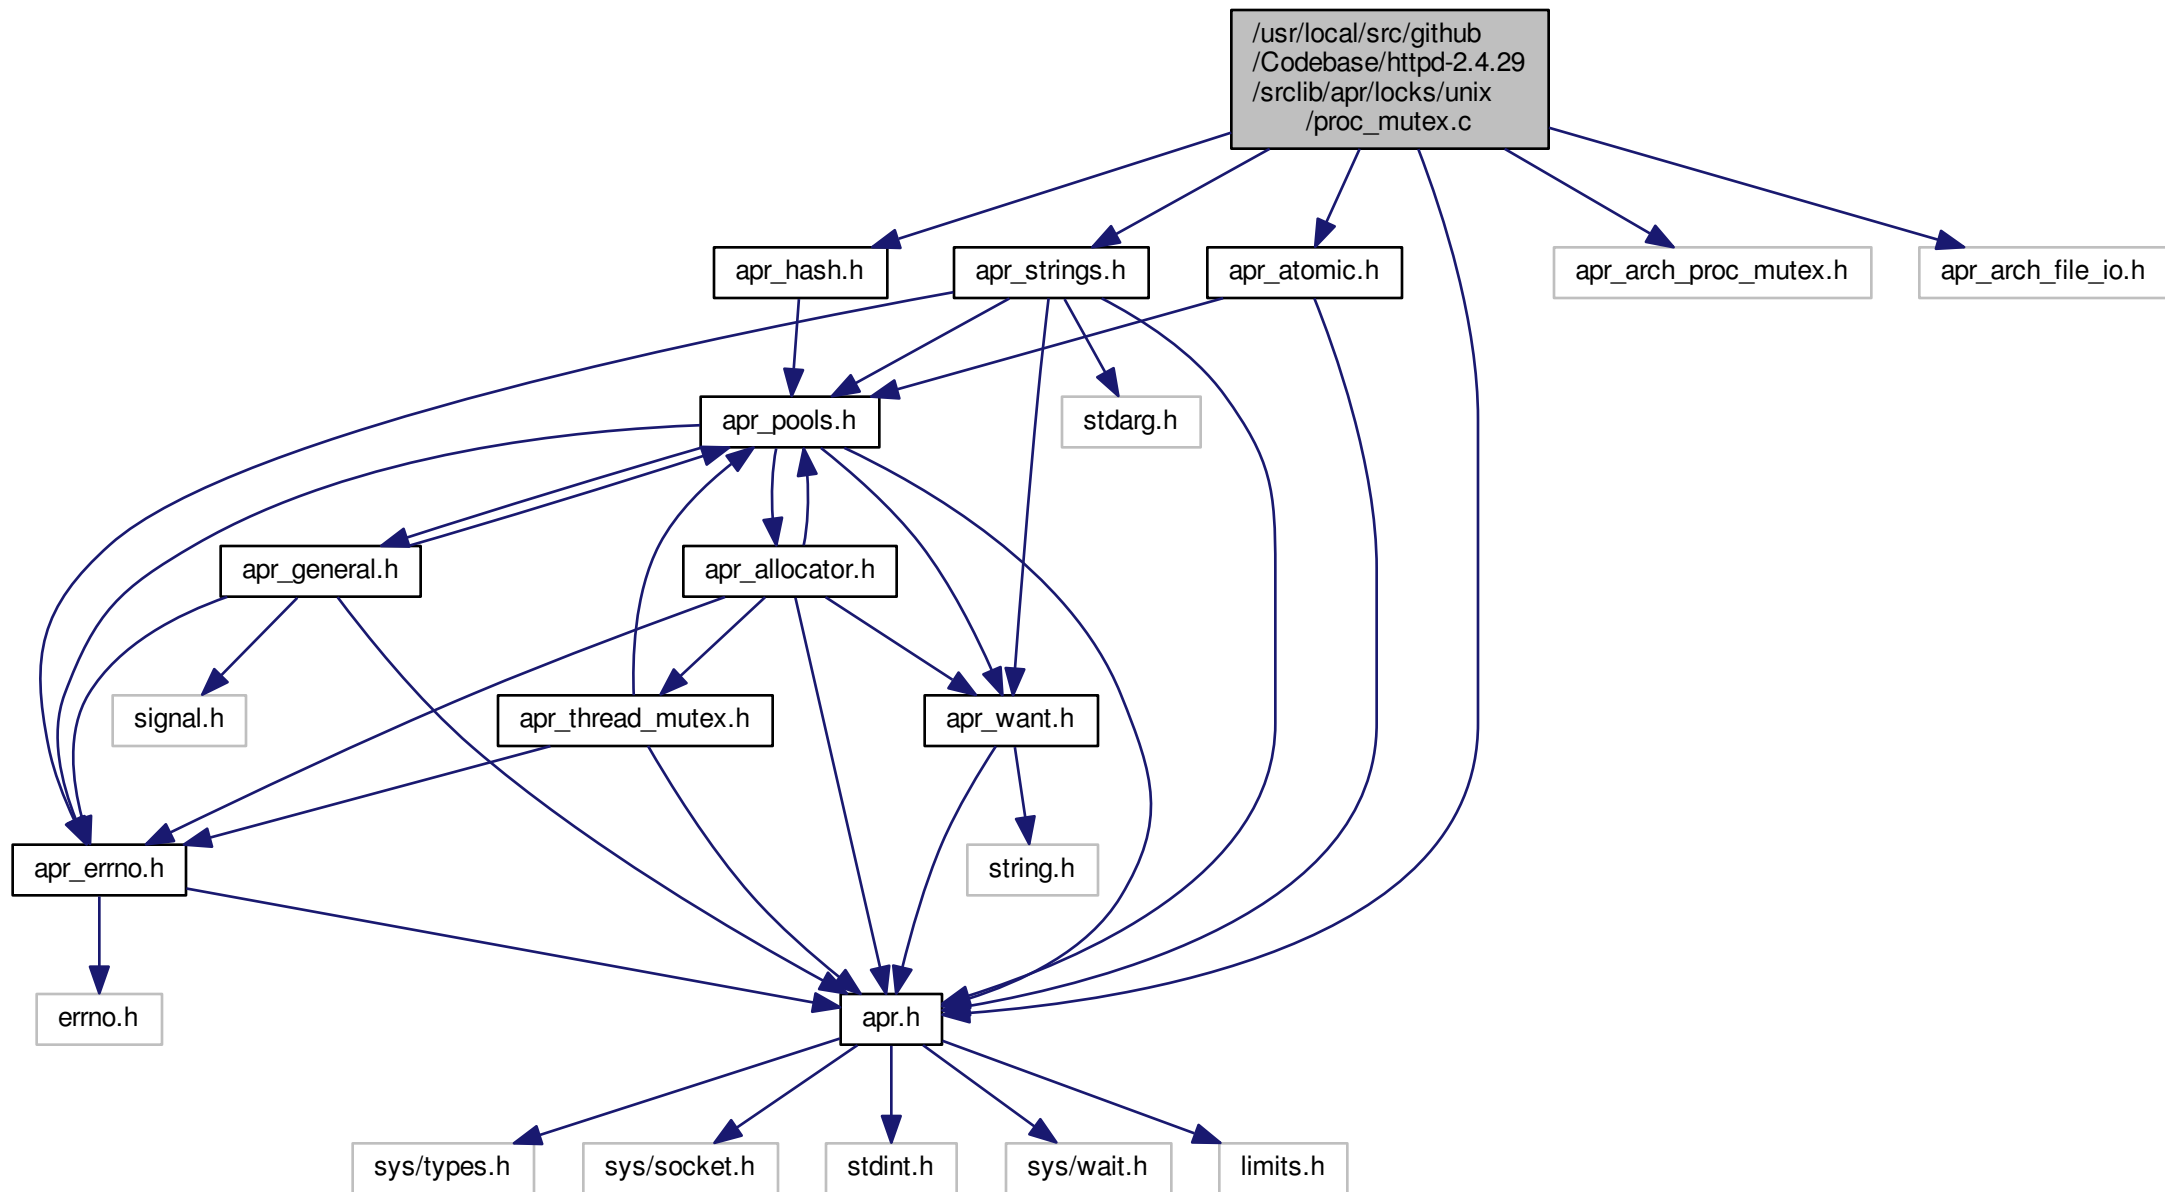 /usr/local/src/github
/Codebase/httpd-2.4.29
/srclib/apr/locks/unix
/proc_mutex.c
apr_hash.h
apr_strings.h
apr_atomic.h
apr_arch_proc_mutex.h
apr_arch_file_io.h
apr_pools.h
stdarg.h
apr_general.h
apr_allocator.h
signal.h
apr_thread_mutex.h
apr_want.h
apr_errno.h
string.h
errno.h
apr.h
sys/types.h
sys/socket.h
stdint.h
sys/wait.h
limits.h